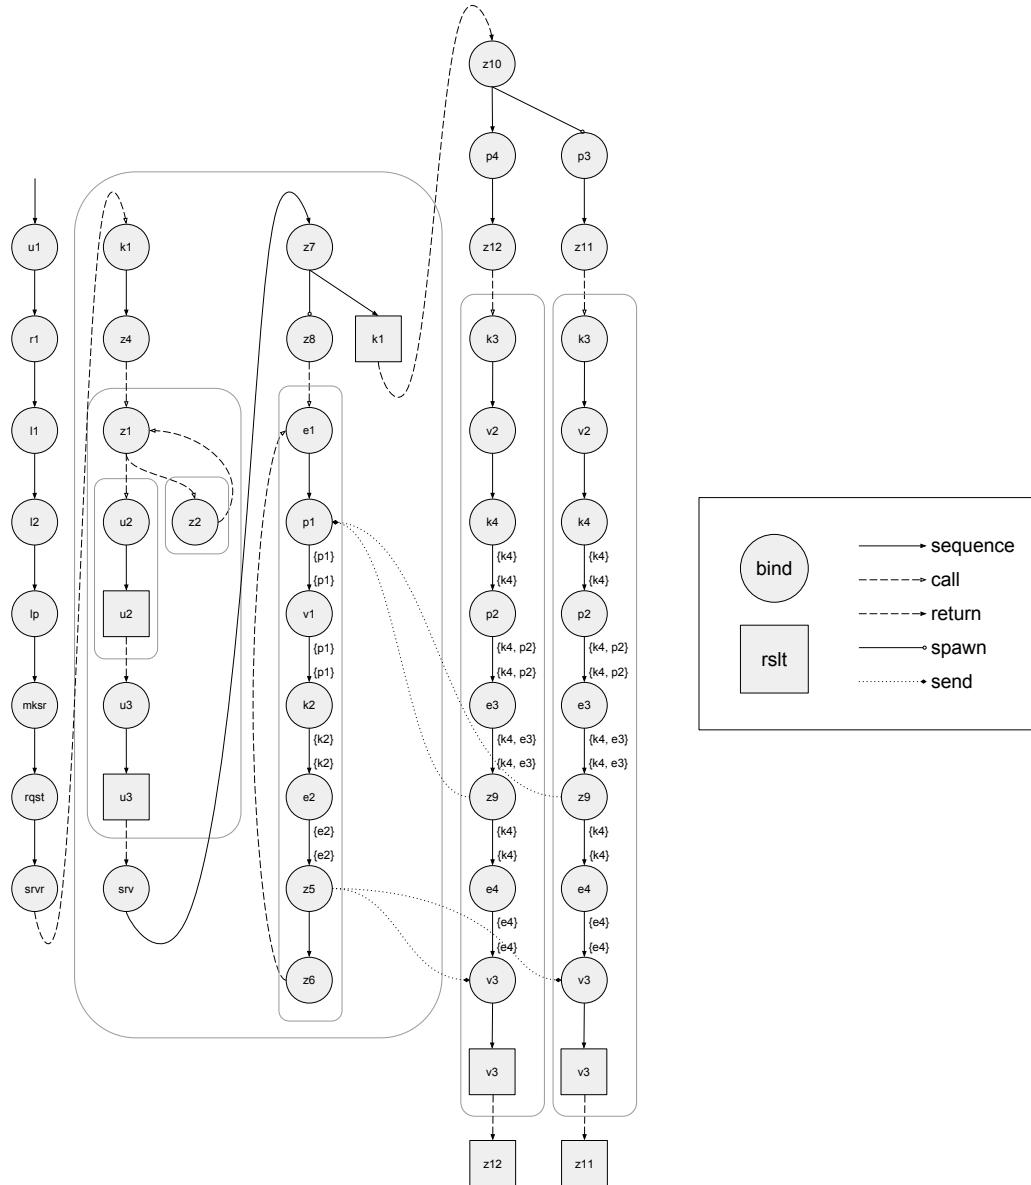 z10
p4 p3
u1 k1 z7 z12 z11
r1 z4 z8 k1 k3 k3
l1 z1 e1 v2 v2
l2 u2 z2 p1 k4 k4
{p1} {k4} {k4}
{p1} {k4} {k4}
bind sequence
call
lp u2 v1 p2 p2
return
{p1} {k4, p2} {k4, p2}
rslt spawn
{p1} {k4, p2} {k4, p2}
send
mksr u3 k2 e3 e3
{k2} {k4, e3} {k4, e3}
{k2} {k4, e3} {k4, e3}
rqst u3 e2 z9 z9
{e2} {k4} {k4}
{e2} {k4} {k4}
srvr srv z5 e4 e4
{e4} {e4}
{e4} {e4}
z6 v3 v3
v3 v3
z12 z11